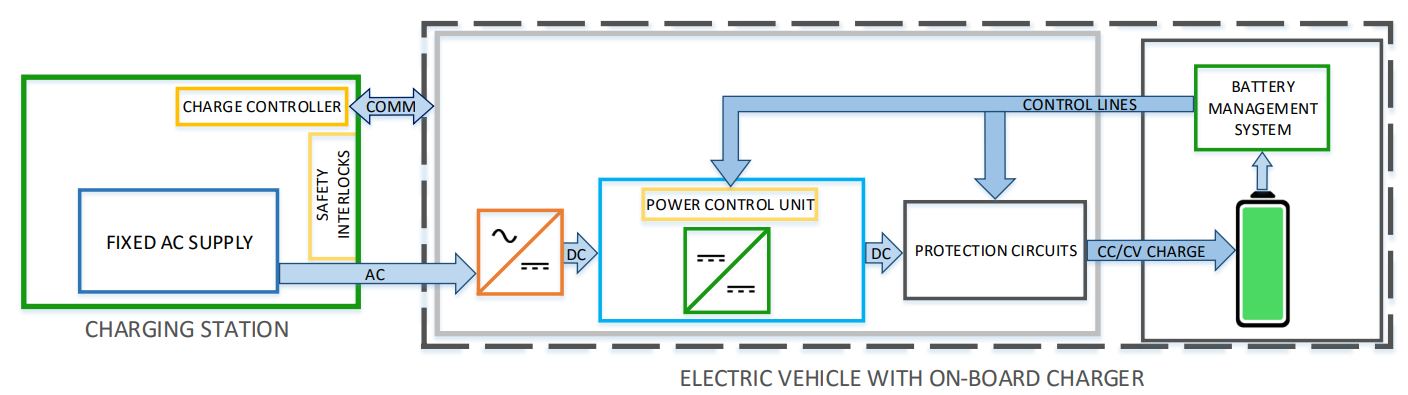 CHARGE CONTROLLER
COMM
SAFETY
INTERLOCKS
FIXED AC SUPPLY
AC
CHARGING STATION
CONTROL LINES
BATTERY
MANAGEMENT
SYSTEM
POWER CONTROL UNIT
DC
DC
PROTECTION CIRCUITS
CC/CV CHARGE
ELECTRIC VEHICLE WITH ON-BOARD CHARGER